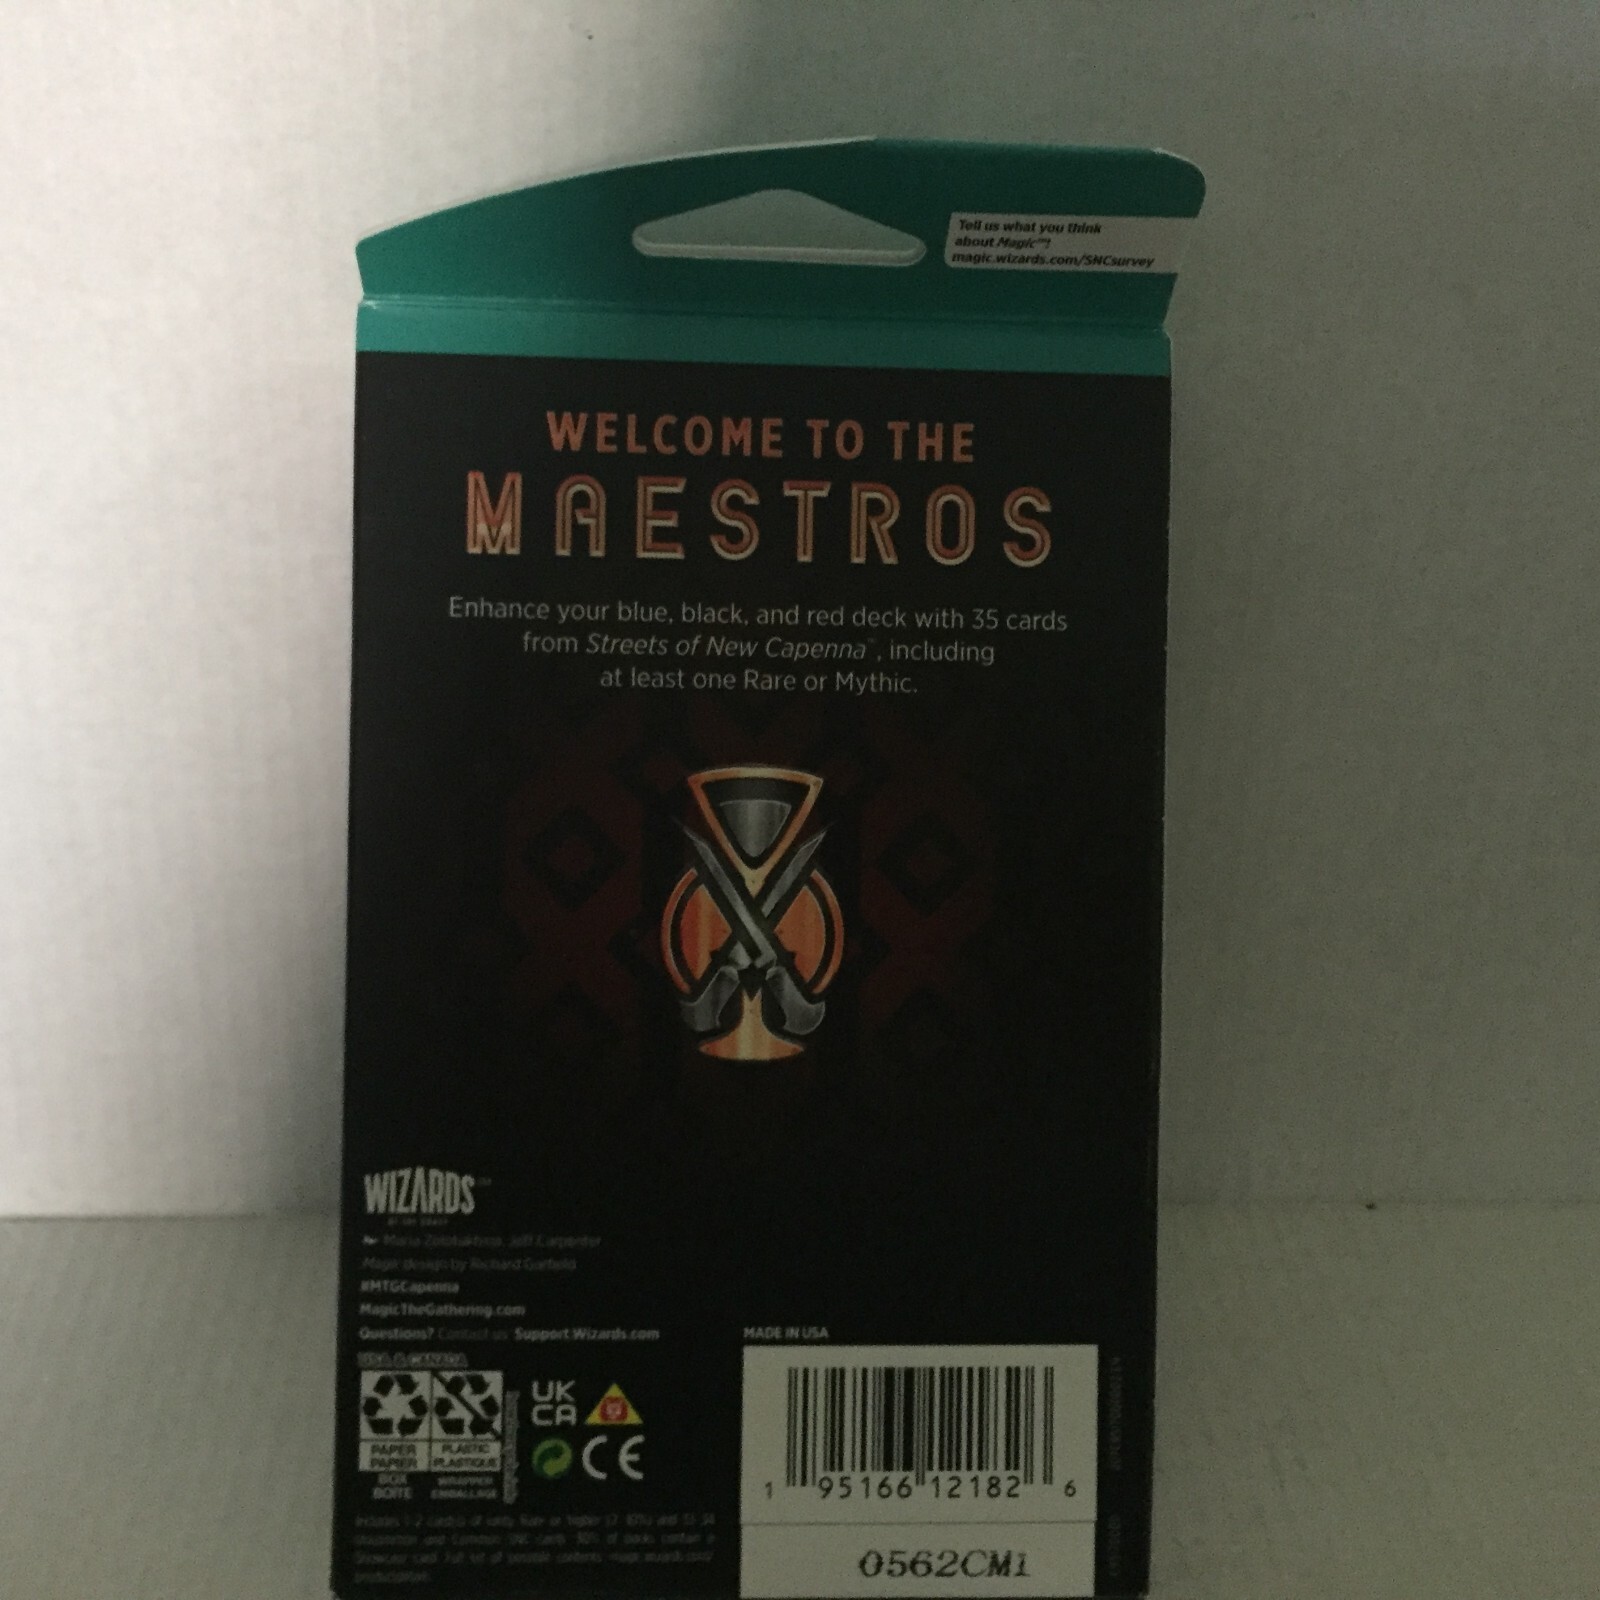 Tell us what you think
about Magic™!
magic.wizards.com/SNCsurvey
WELCOME TO THE
MAESTROS
Enhance your blue, black, and red deck with 35 cards
from Streets of New Capenna™, including
at least one Rare or Mythic.
WIZARDS
Magic design by Richard Garfield
#MTGCapenna
MagicTheGathering.com
Questions? Contact us: Support.Wizards.com
MADE IN USA
USA & CANADA
PAPER
PAPIER
BOX
BOÎTE
PLASTIC
PLASTIQUE
WRAPPER
EMBALLAGE
UK
CA
CE
1 95166 12182 6
0562CM1